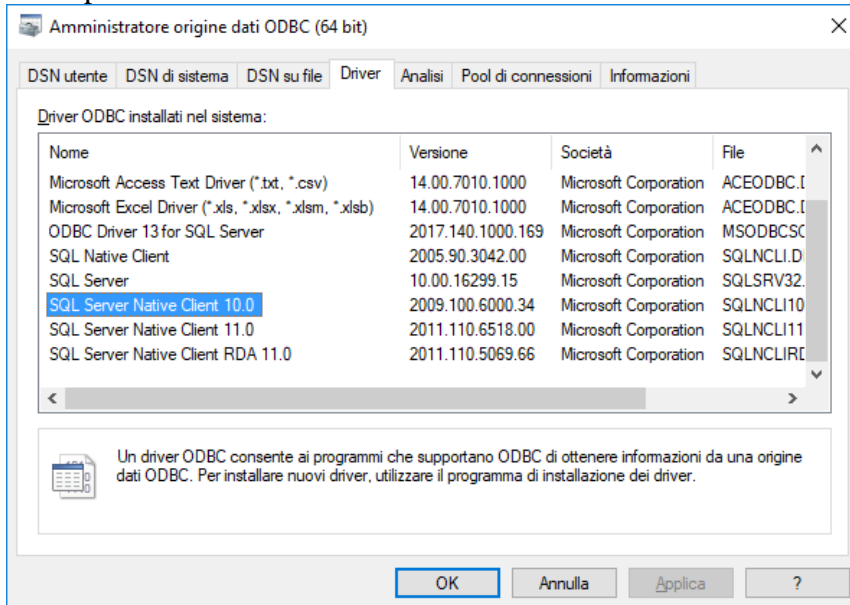 Amministratore origine dati ODBC (64 bit)
DSN utente DSN di sistema DSN su file Driver Analisi Pool di connessioni Informazioni
Driver ODBC installati nel sistema:
Nome Versione Società File
Microsoft Access Text Driver (*.txt, *.csv) 14.00.7010.1000 Microsoft Corporation ACEODBC.D
Microsoft Excel Driver (*.xls, *.xlsx, *.xlsm, *.xlsb) 14.00.7010.1000 Microsoft Corporation ACEODBC.D
ODBC Driver 13 for SQL Server 2017.140.1000.169 Microsoft Corporation MSODBCSQ
SQL Native Client 2005.90.3042.00 Microsoft Corporation SQLNCLI.D
SQL Server 10.00.16299.15 Microsoft Corporation SQLSRV32.
SQL Server Native Client 10.0 2009.100.6000.34 Microsoft Corporation SQLNCLI10
SQL Server Native Client 11.0 2011.110.6518.00 Microsoft Corporation SQLNCLI11
SQL Server Native Client RDA 11.0 2011.110.5069.66 Microsoft Corporation SQLNCLIRD
Un driver ODBC consente ai programmi che supportano ODBC di ottenere informazioni da una origine
dati ODBC. Per installare nuovi driver, utilizzare il programma di installazione dei driver.
OK Annulla Applica ?